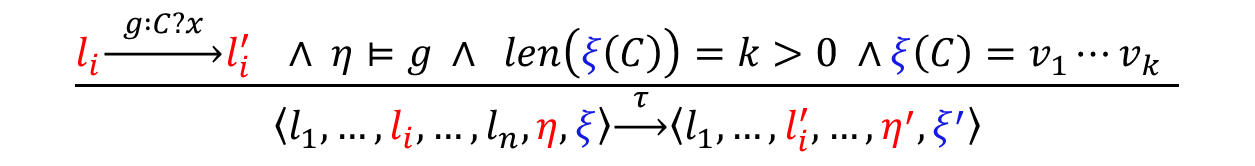 l_i —g:C?x→ l_i′ ∧ η ⊨ g ∧ len(ξ(C)) = k > 0 ∧ ξ(C) = v_1 ⋯ v_k
⟨l_1, …, l_i, …, l_n, η, ξ⟩ —τ→ ⟨l_1, …, l_i′, …, η′, ξ′⟩